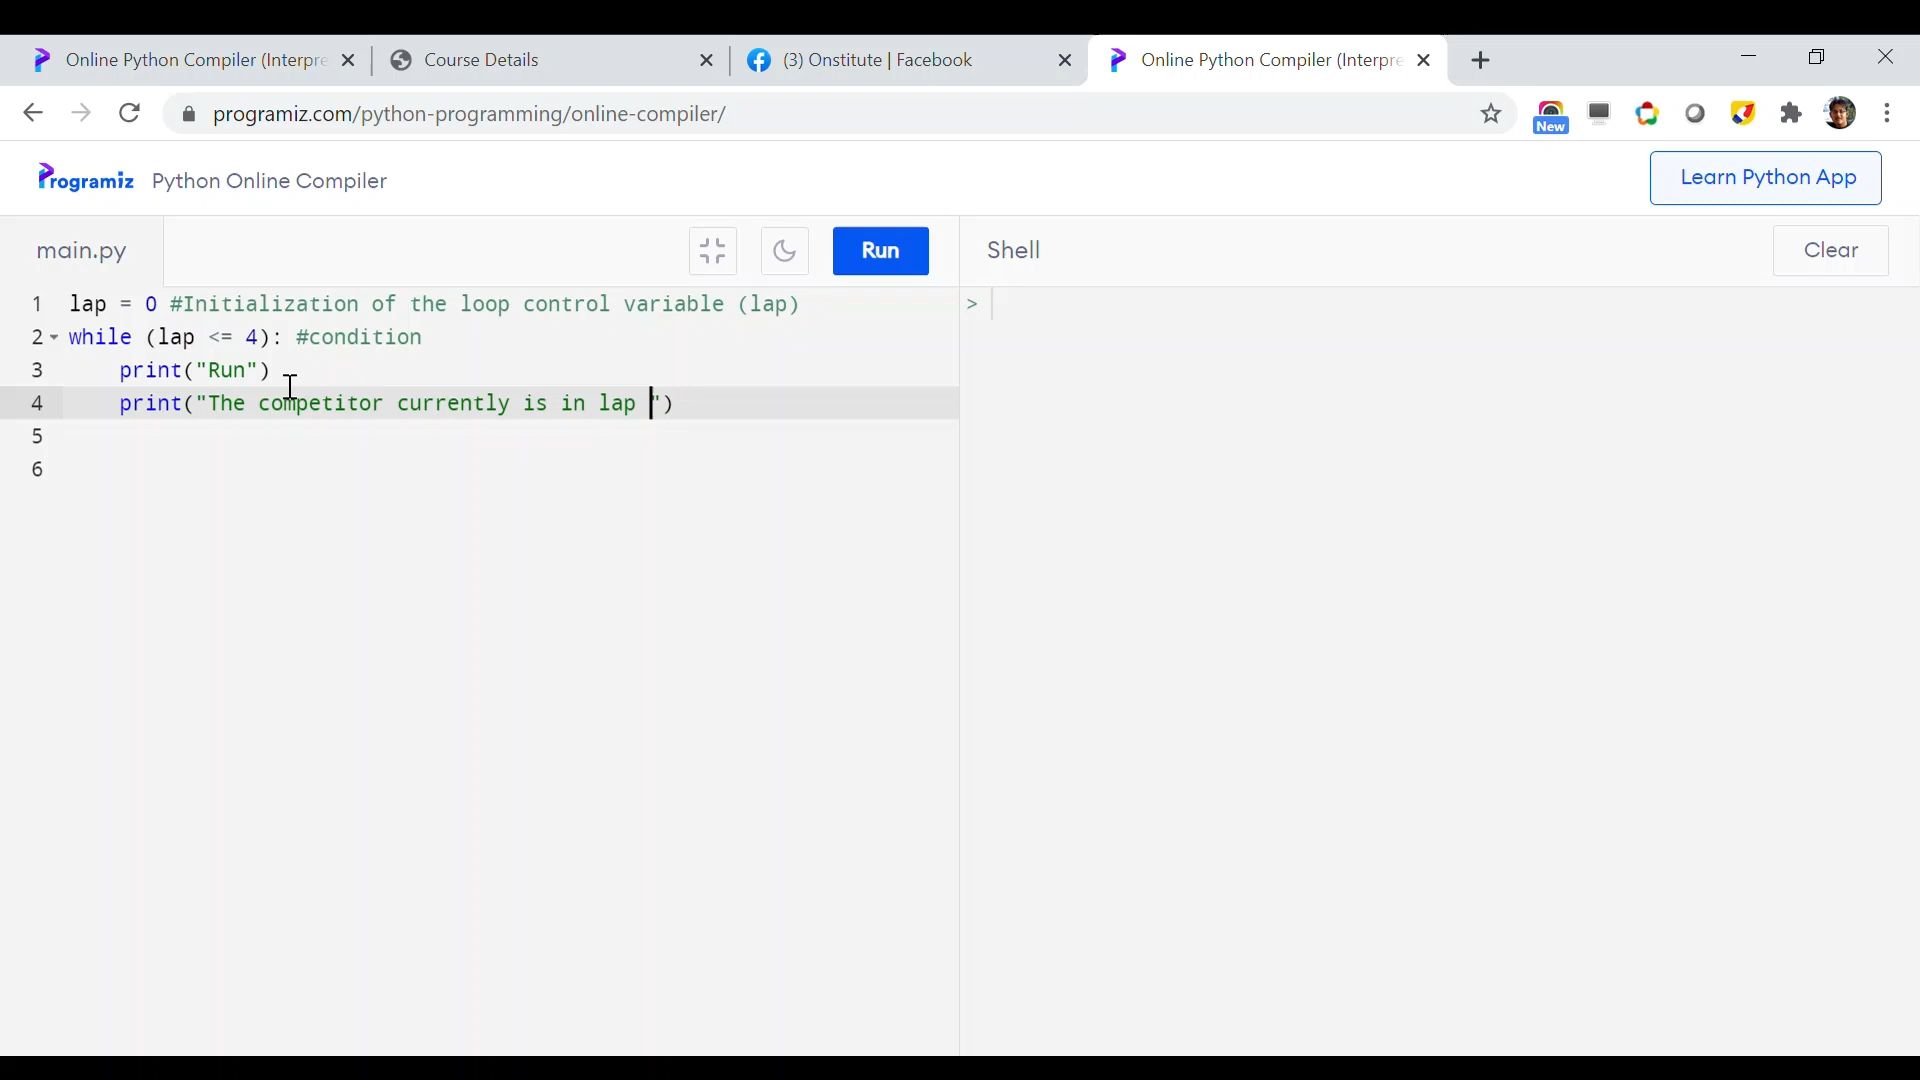 Online Python Compiler (Interpre
Course Details
(3) Onstitute | Facebook
Online Python Compiler (Interpre
programiz.com/python-programming/online-compiler/
New
Programiz Python Online Compiler
Learn Python App
main.py
Run
Shell
Clear
1 lap = 0 #Initialization of the loop control variable (lap)
2 while (lap <= 4): #condition
3 print("Run")
4 print("The competitor currently is in lap ")
5
6
>